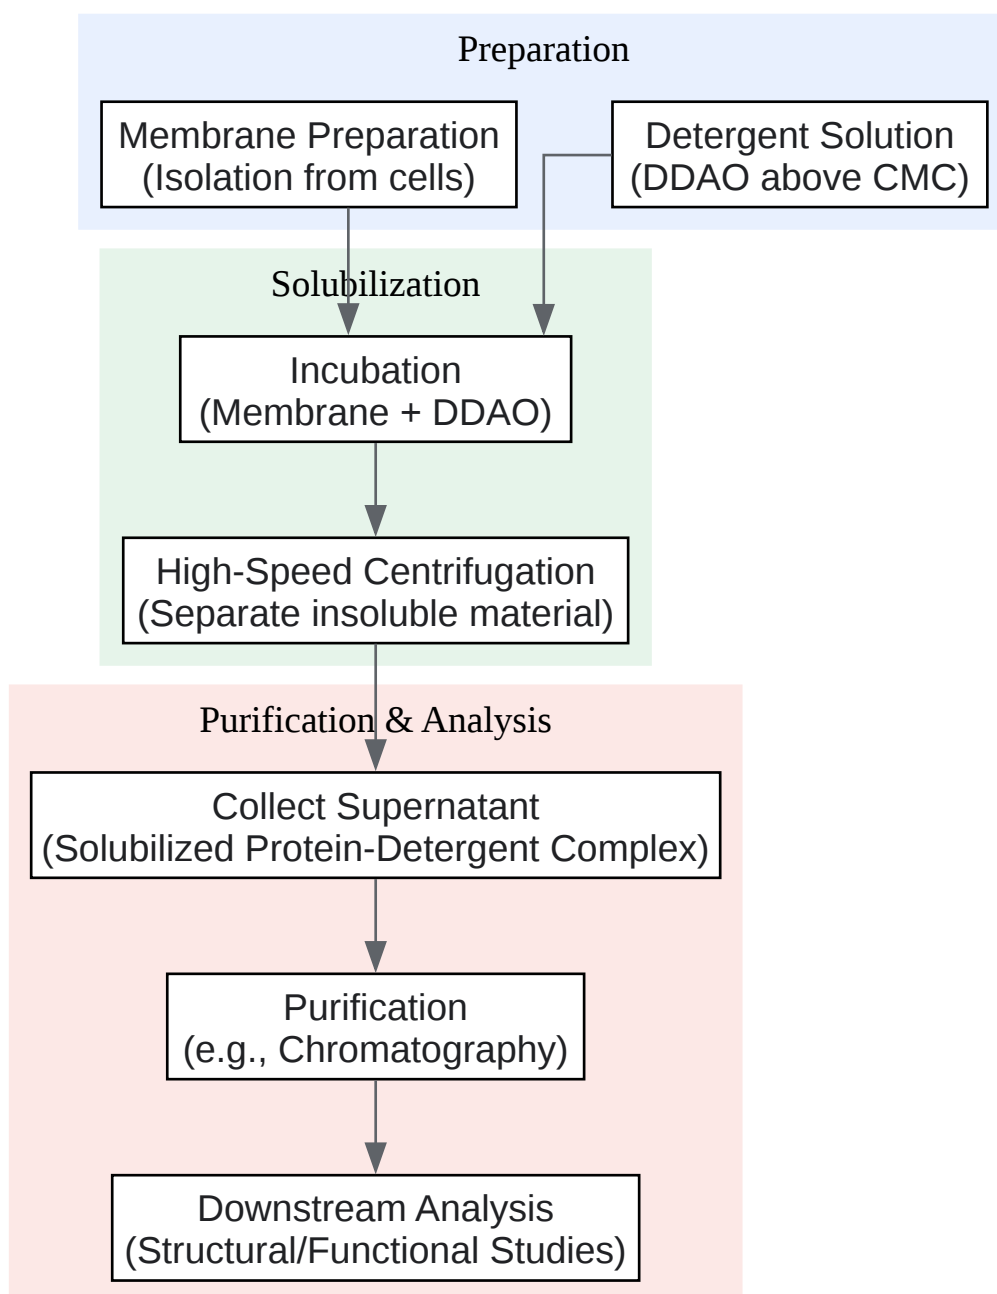 Preparation
Membrane Preparation
(Isolation from cells)
Detergent Solution
(DDAO above CMC)
Solubilization
Incubation
(Membrane + DDAO)
High-Speed Centrifugation
(Separate insoluble material)
Purification & Analysis
Collect Supernatant
(Solubilized Protein-Detergent Complex)
Purification
(e.g., Chromatography)
Downstream Analysis
(Structural/Functional Studies)